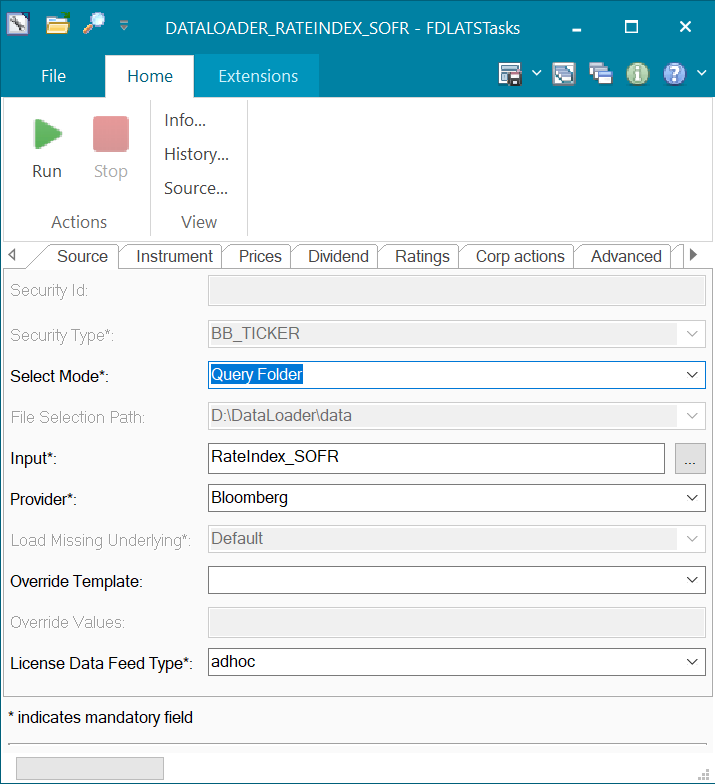 DATALOADER_RATEINDEX_SOFR - FDLATSTasks
File Home Extensions
Run Stop
Info...
History...
Source...
Actions View
Source Instrument Prices Dividend Ratings Corp actions Advanced
Security Id:
Security Type*: BB_TICKER
Select Mode*: Query Folder
File Selection Path: D:\DataLoader\data
Input*: RateIndex_SOFR ...
Provider*: Bloomberg
Load Missing Underlying*: Default
Override Template:
Override Values:
License Data Feed Type*: adhoc
* indicates mandatory field